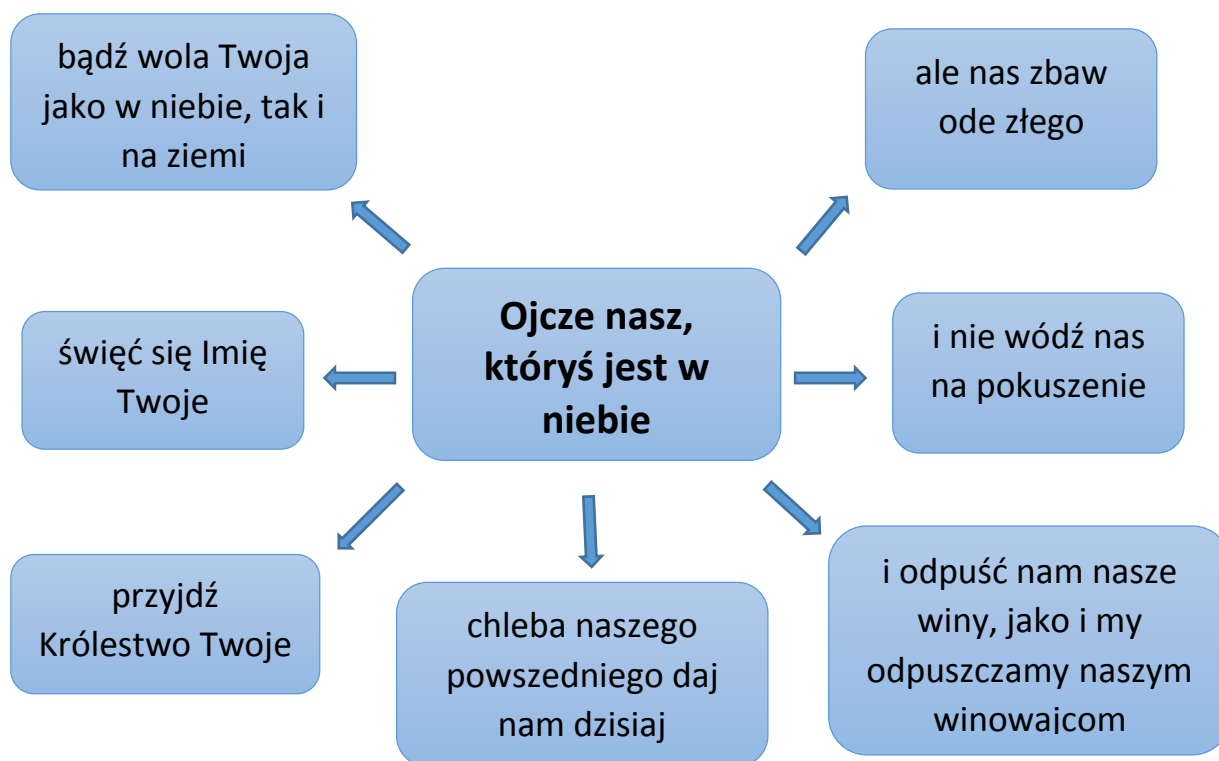 bądź wola Twoja
jako w niebie, tak i
na ziemi
ale nas zbaw
ode złego
Ojcze nasz,
któryś jest w
niebie
święć się Imię
Twoje
i nie wódź nas
na pokuszenie
przyjdź
Królestwo Twoje
chleba naszego
powszedniego daj
nam dzisiaj
i odpuść nam nasze
winy, jako i my
odpuszczamy naszym
winowajcom